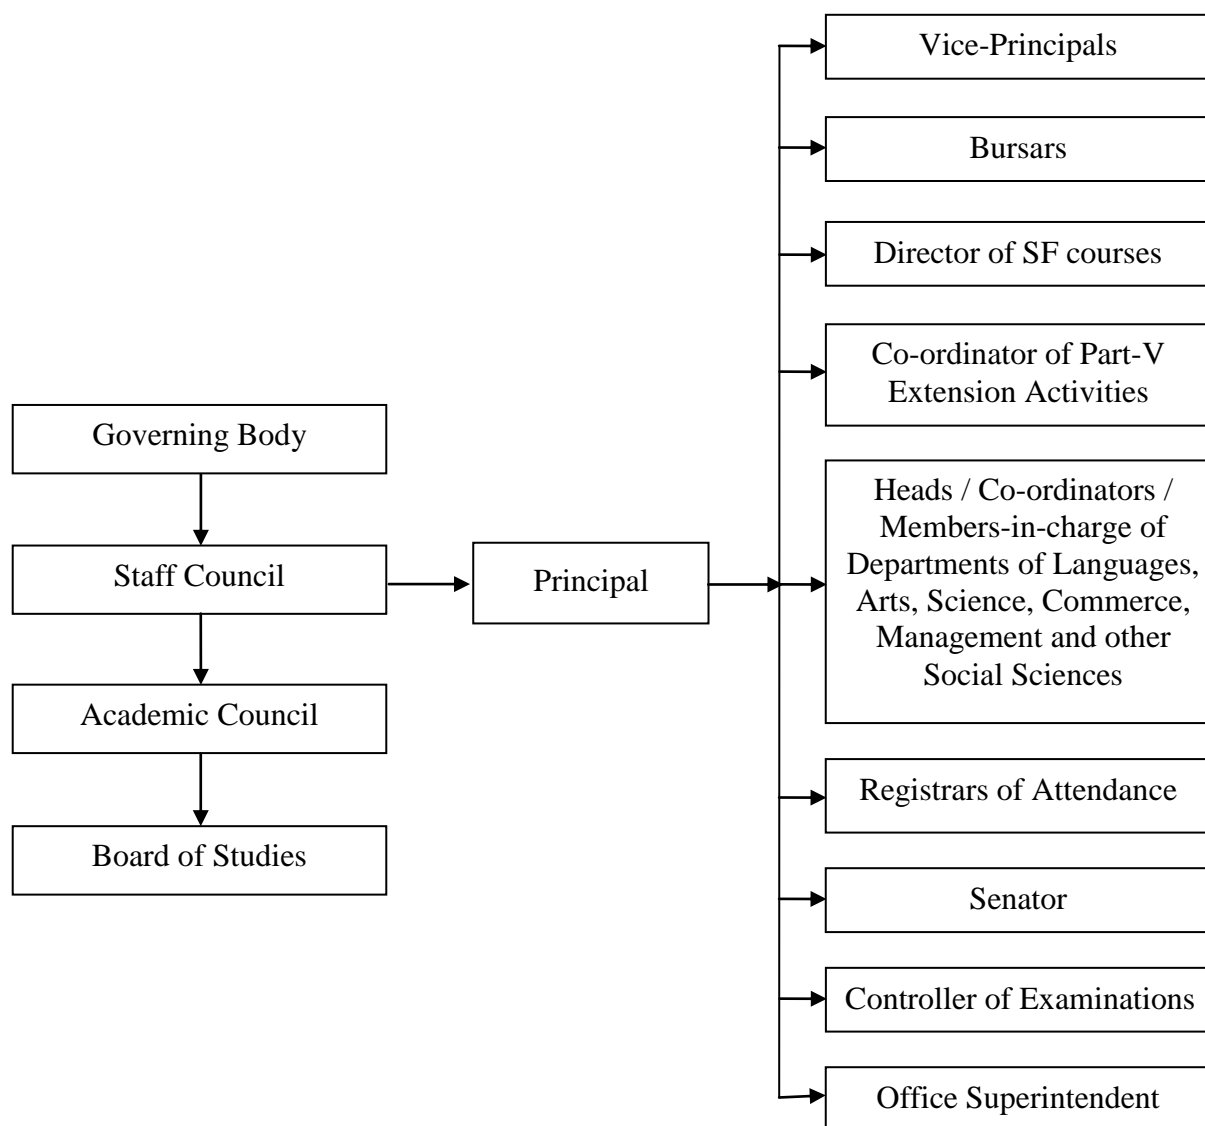 Governing Body
Staff Council
Academic Council
Board of Studies
Principal
Vice-Principals
Bursars
Director of SF courses
Co-ordinator of Part-V
Extension Activities
Heads / Co-ordinators /
Members-in-charge of
Departments of Languages,
Arts, Science, Commerce,
Management and other
Social Sciences
Registrars of Attendance
Senator
Controller of Examinations
Office Superintendent